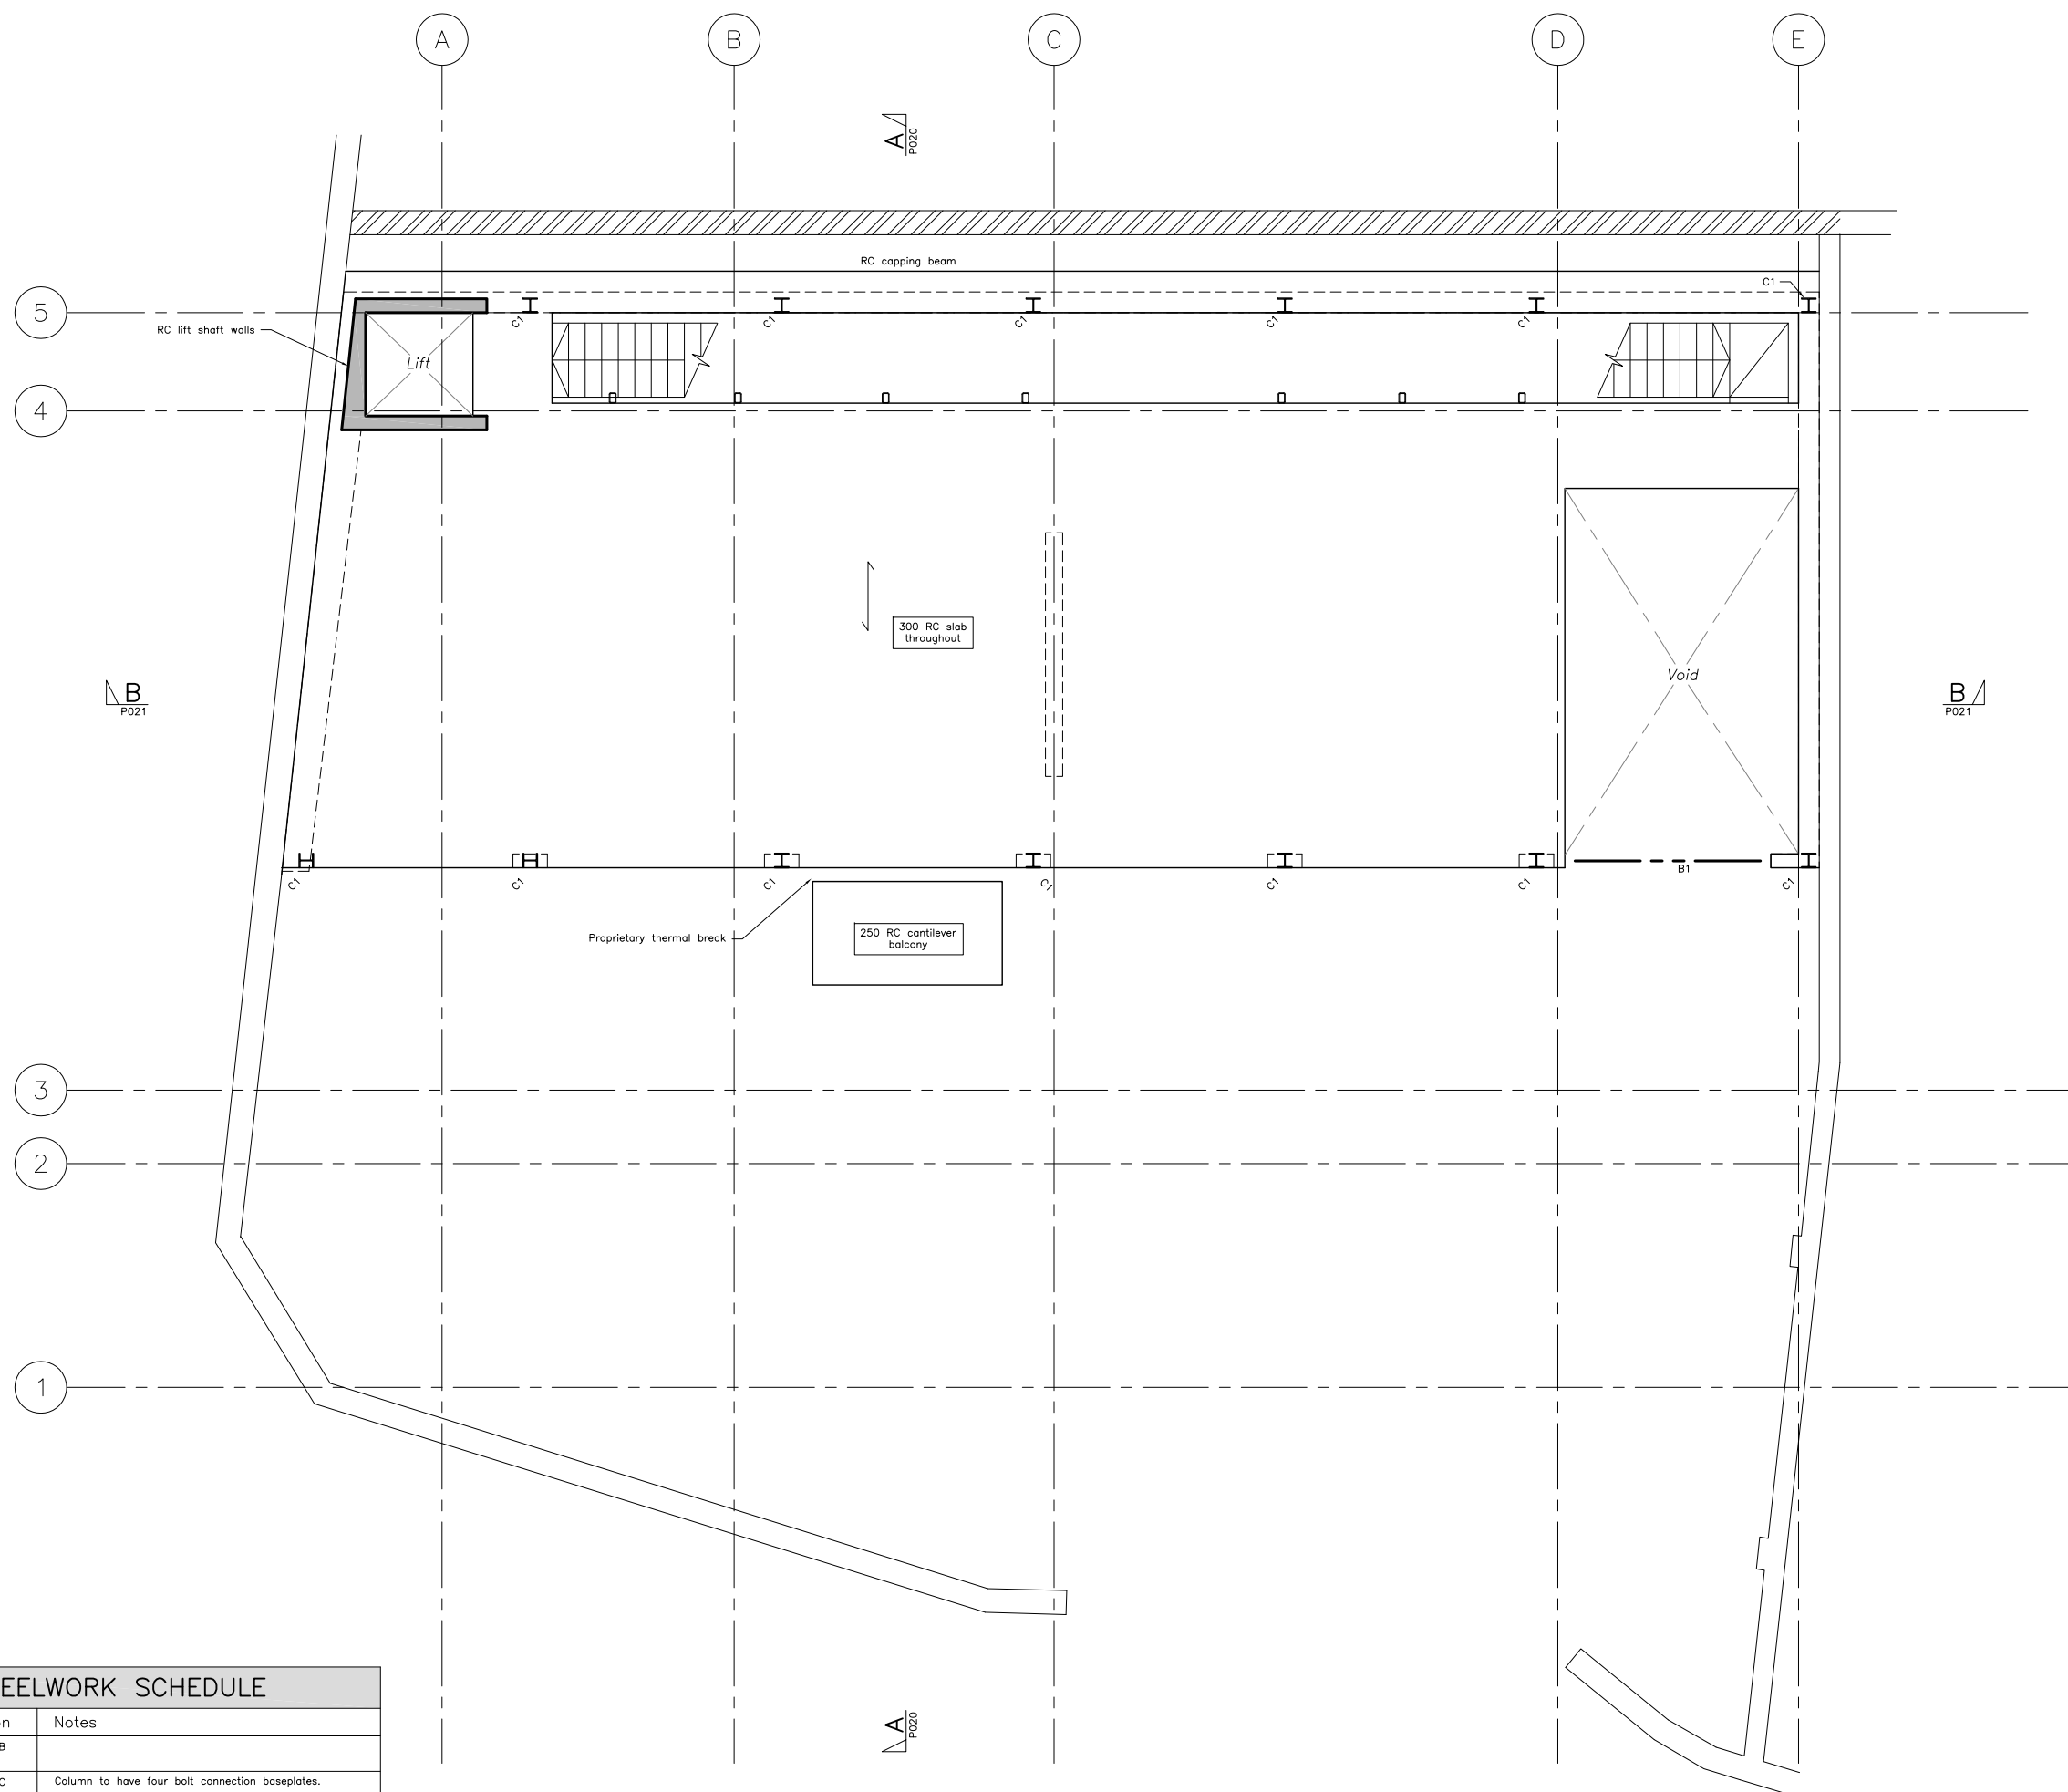 A
B
C
D
E
A
P020
RC capping beam
C1
5
C1
C1
C1
C1
C1
RC lift shaft walls
Lift
4
300 RC slab
throughout
Void
B
P021
B
P021
B1
C1
C1
C1
C1
C1
C1
C1
Proprietary thermal break
250 RC cantilever
balcony
3
2
1
A
P020
EELWORK SCHEDULE
n
Notes
B
C
Column to have four bolt connection baseplates.